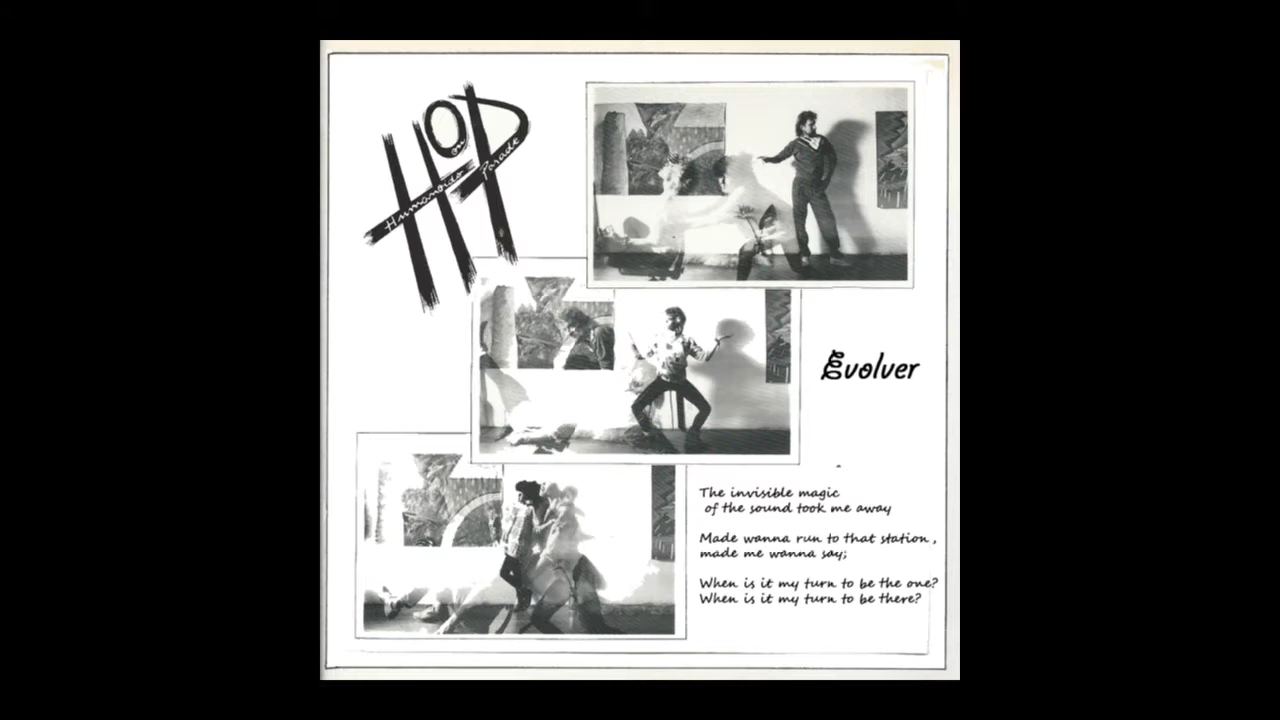 HOP
Humanoids on Parade
Evolver
The invisible magic
of the sound took me away
Made wanna run to that station,
made me wanna say;
When is it my turn to be the one?
When is it my turn to be there?